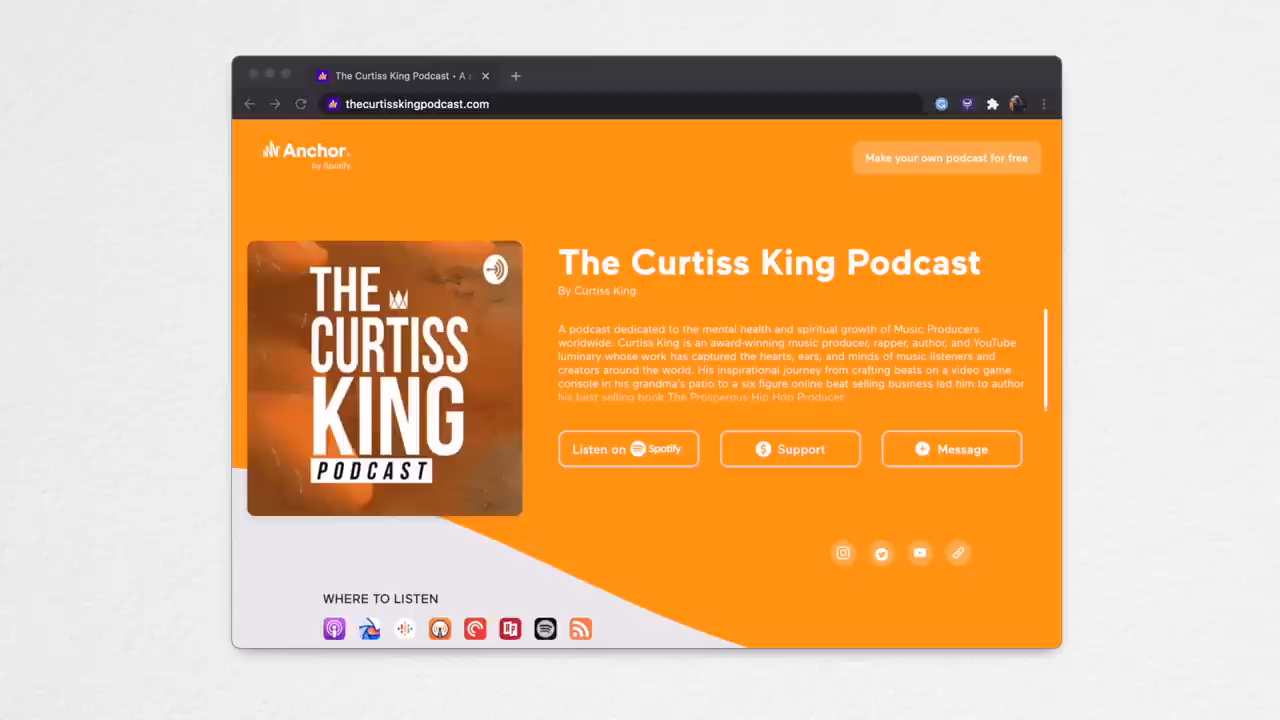 The Curtiss King Podcast • A
thecurtisskingpodcast.com
Anchor
by Spotify
Make your own podcast for free
THE
CURTISS
KING
PODCAST
The Curtiss King Podcast
By Curtiss King
A podcast dedicated to the mental health and spiritual growth of Music Producers
worldwide. Curtiss King is an award-winning music producer, rapper, author, and YouTube
luminary whose work has captured the hearts, ears, and minds of music listeners and
creators around the world. His inspirational journey from crafting beats on a video game
console in his grandma's patio to a six figure online beat selling business led him to author
his best selling book The Prosperous Hip Hop Producer.
Listen on Spotify
Support
Message
WHERE TO LISTEN